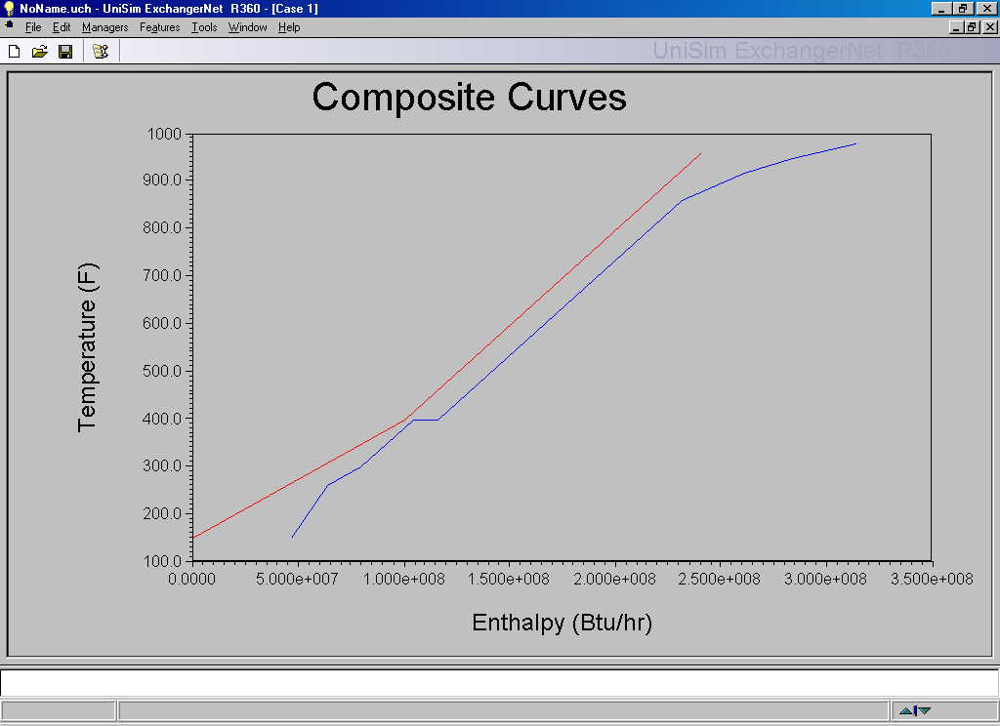 NoName.uch - UniSim ExchangerNet R360 - [Case 1]
File Edit Managers Features Tools Window Help
UniSim ExchangerNet R360
Composite Curves
1000
900.0
800.0
700.0
600.0
500.0
400.0
300.0
200.0
100.0
Temperature (F)
0.0000 5.000e+007 1.000e+008 1.500e+008 2.000e+008 2.500e+008 3.000e+008 3.500e+008
Enthalpy (Btu/hr)